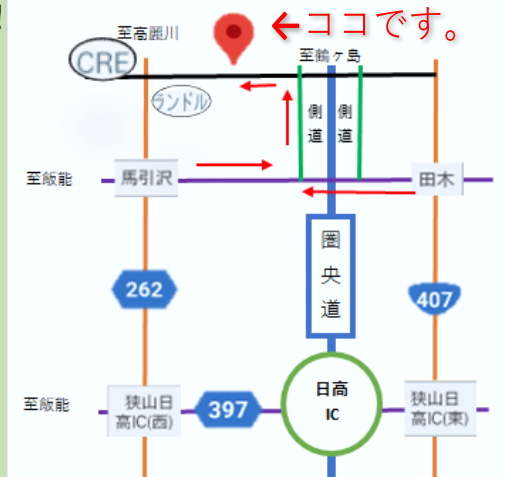 ←ココです。
至高麗川
至鶴ヶ島
CRE
ランドル
側道
側道
至飯能
馬引沢
田木
圏央道
262
407
日高
IC
至飯能
狭山日
高IC(西)
397
狭山日
高IC(東)